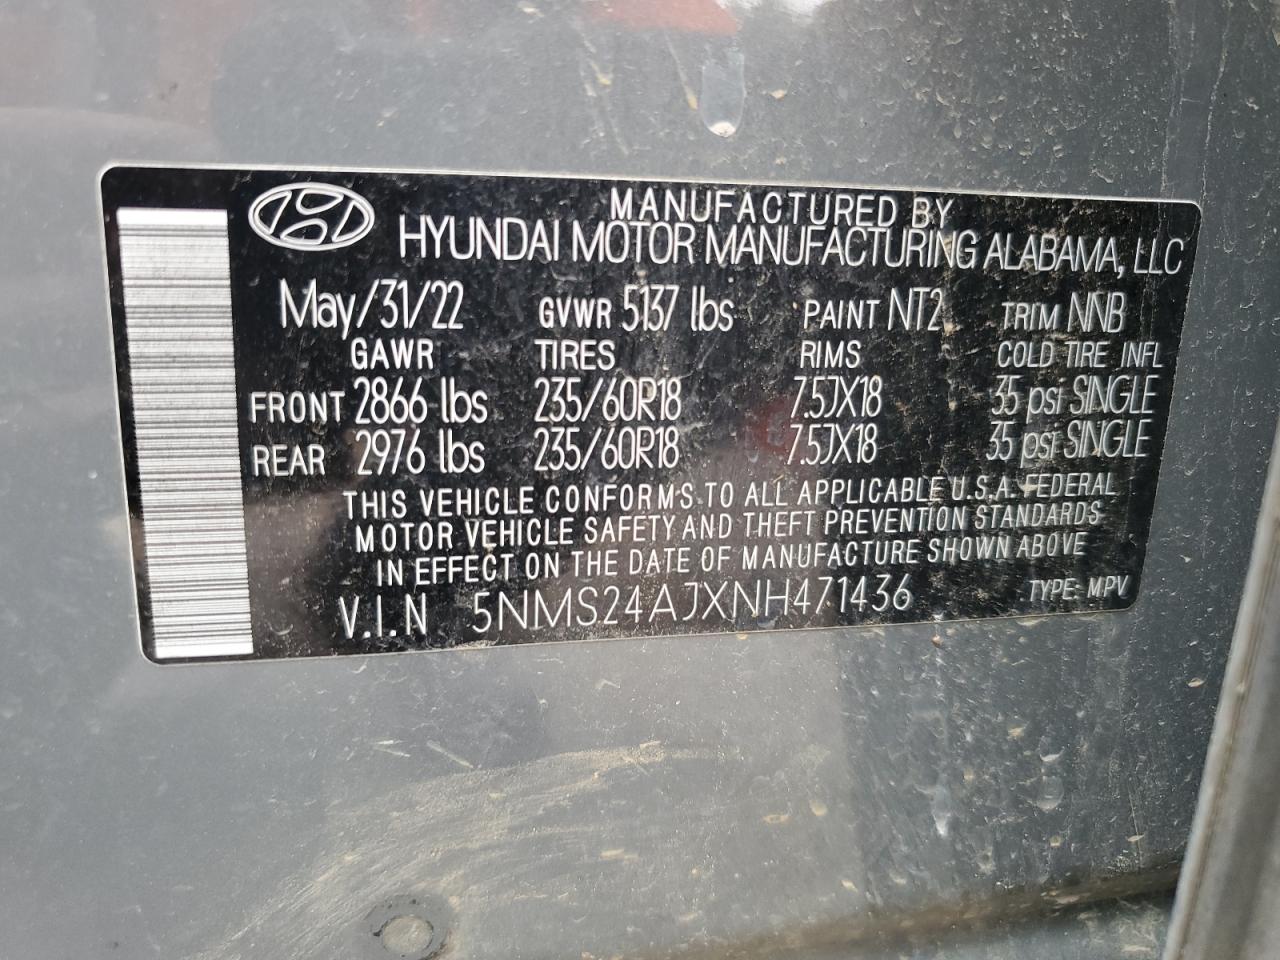 MANUFACTURED BY
HYUNDAI MOTOR MANUFACTURING ALABAMA, LLC
May/31/22 GVWR 5137 lbs PAINT NT2 TRIM NNB
GAWR TIRES RIMS COLD TIRE INFL
FRONT 2866 lbs 235/60R18 7.5JX18 35 psi SINGLE
REAR 2976 lbs 235/60R18 7.5JX18 35 psi SINGLE
THIS VEHICLE CONFORMS TO ALL APPLICABLE U.S.A. FEDERAL
MOTOR VEHICLE SAFETY AND THEFT PREVENTION STANDARDS
IN EFFECT ON THE DATE OF MANUFACTURE SHOWN ABOVE
V.I.N 5NMS24AJXNH471436 TYPE: MPV